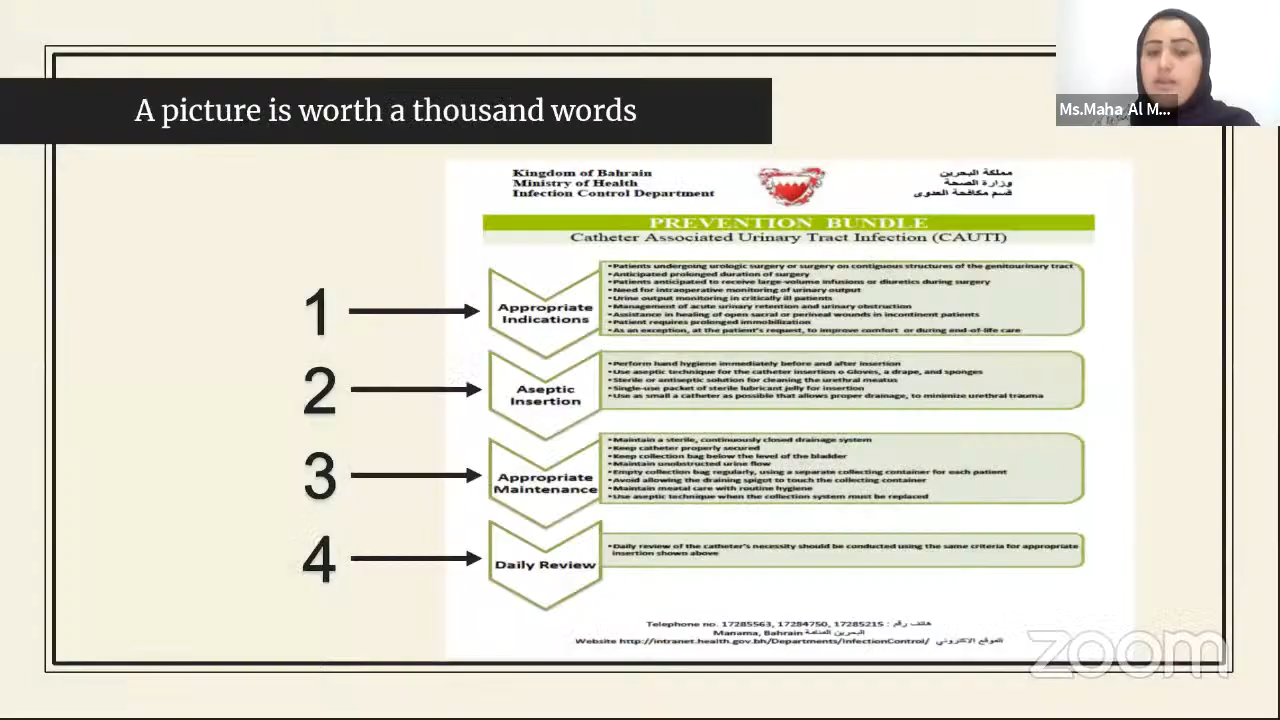 A picture is worth a thousand words
Ms.Maha Al M...
Kingdom of Bahrain
Ministry of Health
Infection Control Department
مملكة البحرين
وزارة الصحة
قسم مكافحة العدوى
PREVENTION BUNDLE
Catheter Associated Urinary Tract Infection (CAUTI)
1
Appropriate
Indications
•Patients undergoing urologic surgery or surgery on contiguous structures of the genitourinary tract
•Anticipated prolonged duration of surgery
•Patients anticipated to receive large-volume infusions or diuretics during surgery
•Need for intraoperative monitoring of urinary output
•Urine output monitoring in critically ill patients
•Management of acute urinary retention and urinary obstruction
•Assistance in healing of open sacral or perineal wounds in incontinent patients
•Patient requires prolonged immobilization
•As an exception, at the patient's request, to improve comfort or during end-of-life care
2
Aseptic
Insertion
•Perform hand hygiene immediately before and after insertion
•Use aseptic technique for the catheter insertion o Gloves, a drape, and sponges
•Sterile or antiseptic solution for cleaning the urethral meatus
•Single-use packet of sterile lubricant jelly for insertion
•Use as small a catheter as possible that allows proper drainage, to minimize urethral trauma
3
Appropriate
Maintenance
•Maintain a sterile, continuously closed drainage system
•Keep catheter properly secured
•Keep collection bag below the level of the bladder
•Maintain unobstructed urine flow
•Empty collection bag regularly, using a separate collecting container for each patient
•Avoid allowing the draining spigot to touch the collecting container
•Maintain meatal care with routine hygiene
•Use aseptic technique when the collection system must be replaced
4
Daily Review
•Daily review of the catheter's necessity should be conducted using the same criteria for appropriate
insertion shown above
Telephone no. 17285563, 17284750, 17285215 : هاتف رقم
Manama, Bahrain البحرين المنامة
Website http://intranet.health.gov.bh/Departments/InfectionControl/ الموقع الالكتروني
zoom